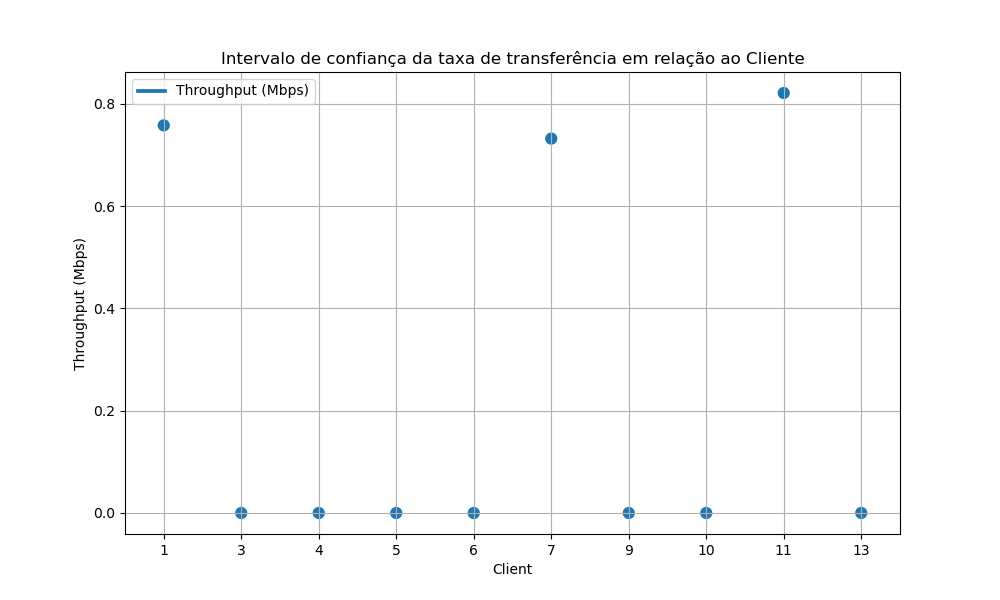 Intervalo de confiança da taxa de transferência em relação ao Cliente
Throughput (Mbps)
0.8
0.6
0.4
0.2
0.0
Throughput (Mbps)
1 3 4 5 6 7 9 10 11 13
Client